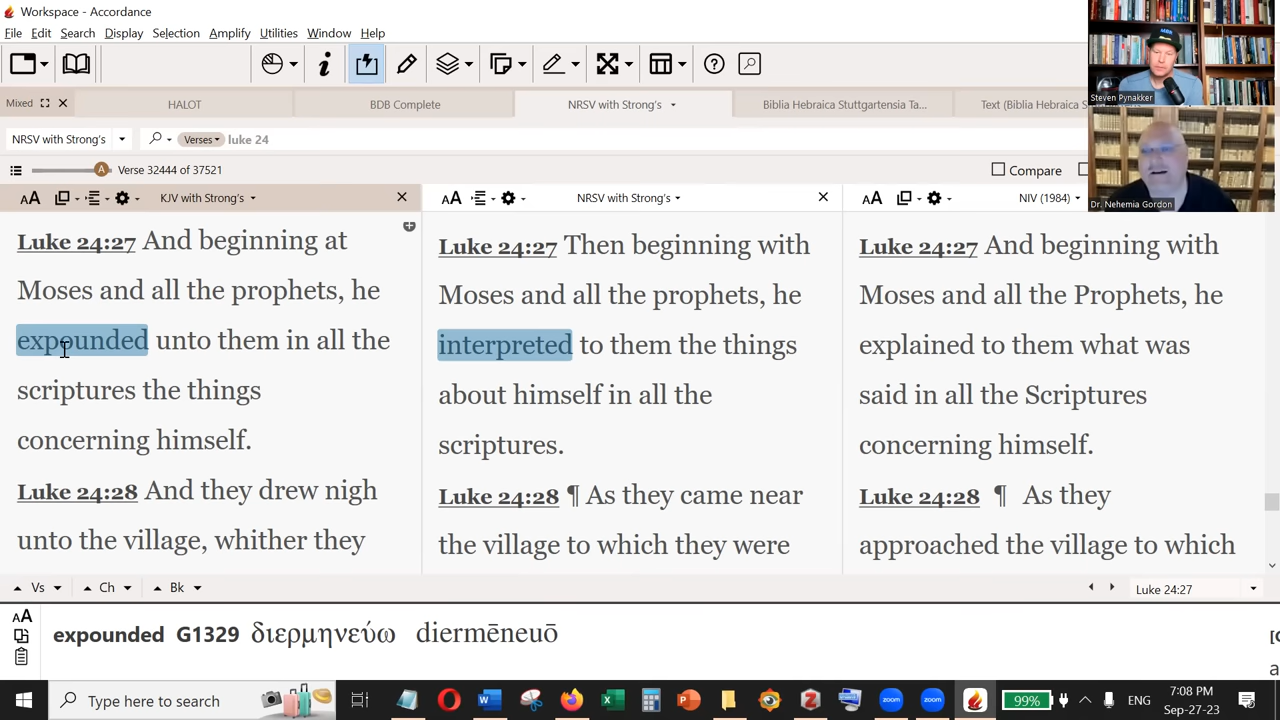 Workspace - Accordance
File Edit Search Display Selection Amplify Utilities Window Help
Mixed
HALOT
BDB Complete
NRSV with Strong's
Biblia Hebraica Stuttgartensia Ta...
Text (Biblia Hebraica S
NRSV with Strong's
Verses
luke 24
Verse 32444 of 37521
Compare
Steven Pynakker
Dr. Nehemia Gordon
KJV with Strong's
Luke 24:27 And beginning at
Moses and all the prophets, he
expounded unto them in all the
scriptures the things
concerning himself.
Luke 24:28 And they drew nigh
unto the village, whither they
NRSV with Strong's
Luke 24:27 Then beginning with
Moses and all the prophets, he
interpreted to them the things
about himself in all the
scriptures.
Luke 24:28 ¶ As they came near
the village to which they were
NIV (1984)
Luke 24:27 And beginning with
Moses and all the Prophets, he
explained to them what was
said in all the Scriptures
concerning himself.
Luke 24:28 ¶ As they
approached the village to which
Vs Ch Bk
Luke 24:27
expounded G1329 διερμηνεύω diermēneuō
Type here to search
99%
ENG
7:08 PM
Sep-27-23